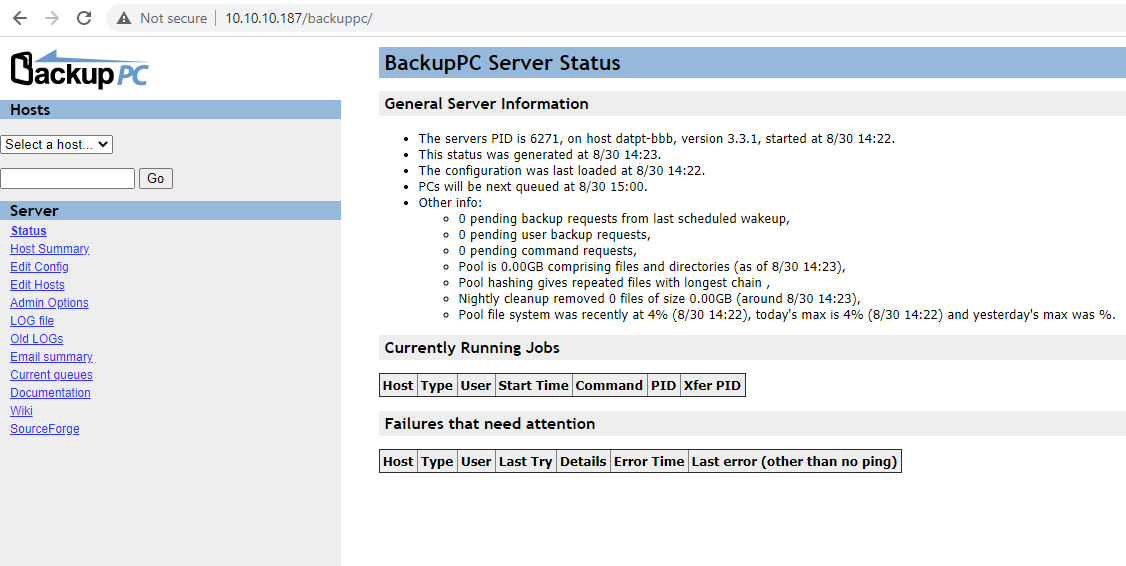 Not secure | 10.10.10.187/backuppc/
BackupPC
Hosts
Select a host...
Go
Server
Status
Host Summary
Edit Config
Edit Hosts
Admin Options
LOG file
Old LOGs
Email summary
Current queues
Documentation
Wiki
SourceForge
BackupPC Server Status
General Server Information
• The servers PID is 6271, on host datpt-bbb, version 3.3.1, started at 8/30 14:22.
• This status was generated at 8/30 14:23.
• The configuration was last loaded at 8/30 14:22.
• PCs will be next queued at 8/30 15:00.
• Other info:
○ 0 pending backup requests from last scheduled wakeup,
○ 0 pending user backup requests,
○ 0 pending command requests,
○ Pool is 0.00GB comprising files and directories (as of 8/30 14:23),
○ Pool hashing gives repeated files with longest chain ,
○ Nightly cleanup removed 0 files of size 0.00GB (around 8/30 14:23),
○ Pool file system was recently at 4% (8/30 14:22), today's max is 4% (8/30 14:22) and yesterday's max was %.
Currently Running Jobs
Host Type User Start Time Command PID Xfer PID
Failures that need attention
Host Type User Last Try Details Error Time Last error (other than no ping)